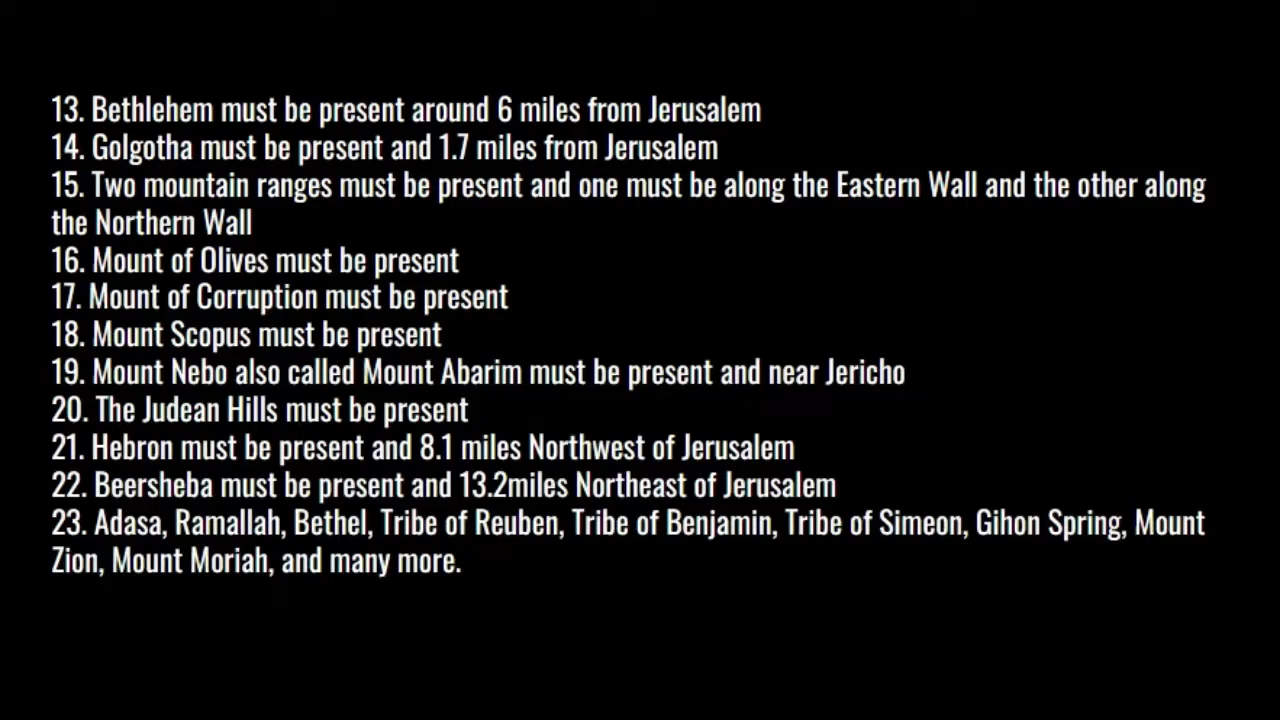 13. Bethlehem must be present around 6 miles from Jerusalem
14. Golgotha must be present and 1.7 miles from Jerusalem
15. Two mountain ranges must be present and one must be along the Eastern Wall and the other along
the Northern Wall
16. Mount of Olives must be present
17. Mount of Corruption must be present
18. Mount Scopus must be present
19. Mount Nebo also called Mount Abarim must be present and near Jericho
20. The Judean Hills must be present
21. Hebron must be present and 8.1 miles Northwest of Jerusalem
22. Beersheba must be present and 13.2miles Northeast of Jerusalem
23. Adasa, Ramallah, Bethel, Tribe of Reuben, Tribe of Benjamin, Tribe of Simeon, Gihon Spring, Mount
Zion, Mount Moriah, and many more.